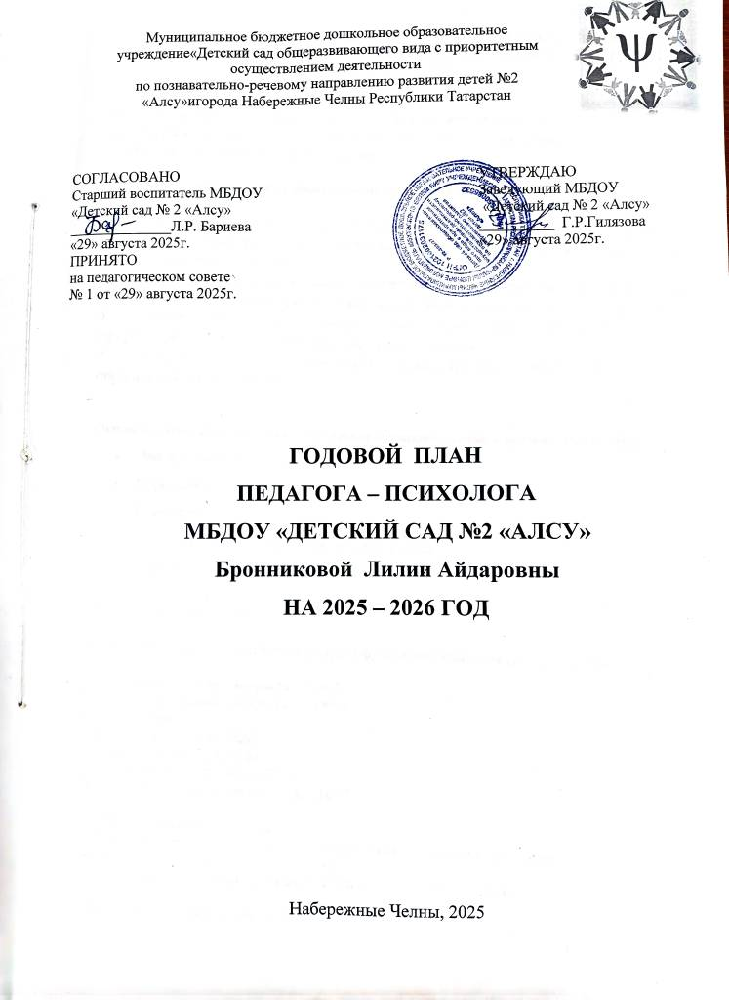 Муниципальное бюджетное дошкольное образовательное
учреждение«Детский сад общеразвивающего вида с приоритетным
осуществлением деятельности
по познавательно-речевому направлению развития детей №2
«Алсу»игорода Набережные Челны Республики Татарстан
Ψ
СОГЛАСОВАНО
Старший воспитатель МБДОУ
«Детский сад № 2 «Алсу»
Л.Р. Бариева
«29» августа 2025г.
ПРИНЯТО
на педагогическом совете
№ 1 от «29» августа 2025г.
УТВЕРЖДАЮ
Заведующий МБДОУ
«Детский сад № 2 «Алсу»
Г.Р.Гилязова
«29» августа 2025г.
ГОДОВОЙ ПЛАН
ПЕДАГОГА – ПСИХОЛОГА
МБДОУ «ДЕТСКИЙ САД №2 «АЛСУ»
Бронниковой Лилии Айдаровны
НА 2025 – 2026 ГОД
Набережные Челны, 2025